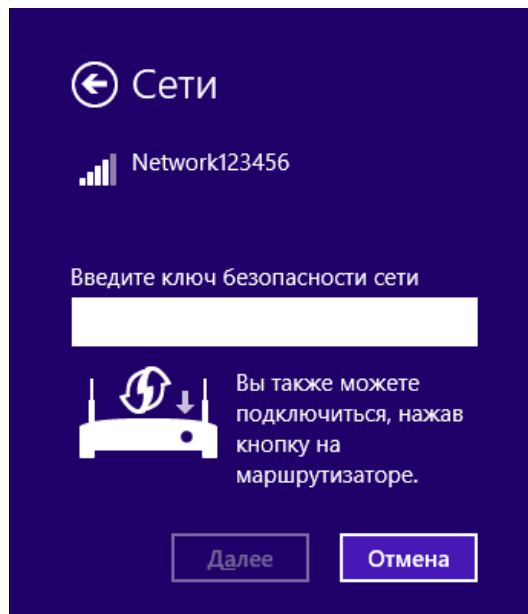 Сети
Network123456
Введите ключ безопасности сети
Вы также можете
подключиться, нажав
кнопку на
маршрутизаторе.
Далее
Отмена